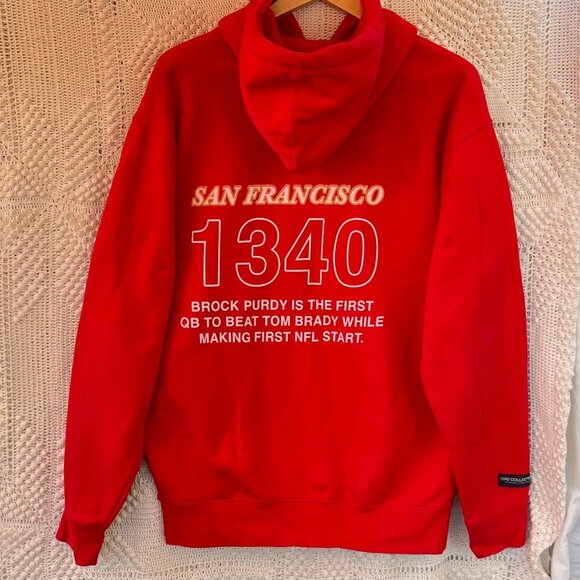 SAN FRANCISCO
1340
BROCK PURDY IS THE FIRST
QB TO BEAT TOM BRADY WHILE
MAKING FIRST NFL START.